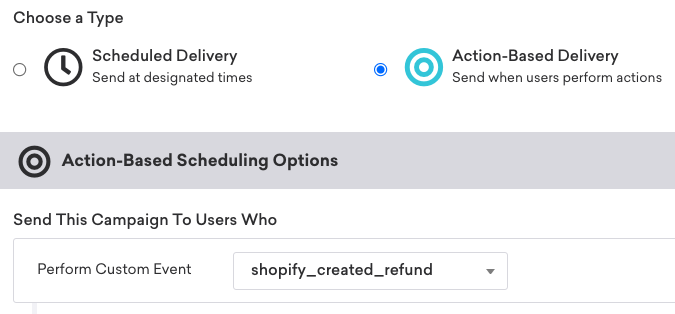 Choose a Type
Scheduled Delivery
Send at designated times
Action-Based Delivery
Send when users perform actions
Action-Based Scheduling Options
Send This Campaign To Users Who
Perform Custom Event
shopify_created_refund